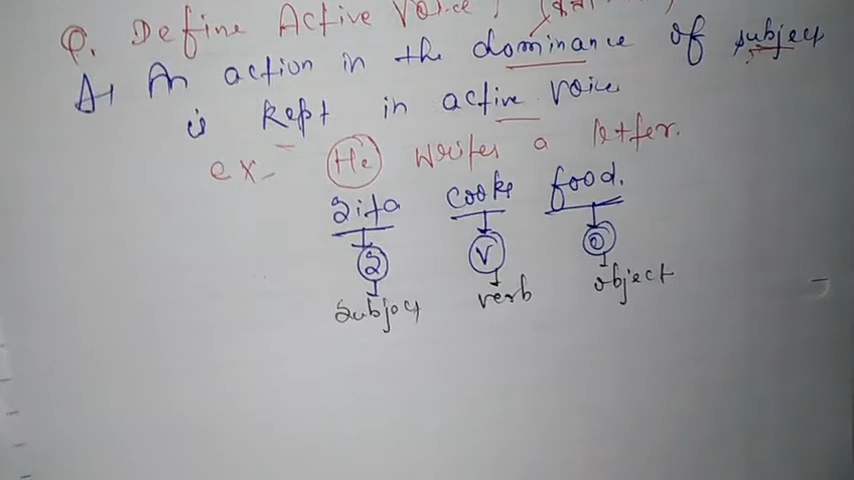 Q. Define Active Voice,
A, An action in the dominance of subject
is kept in active voice
ex- He writes a letter.
Sita cooks food.
S V O
Subject verb object